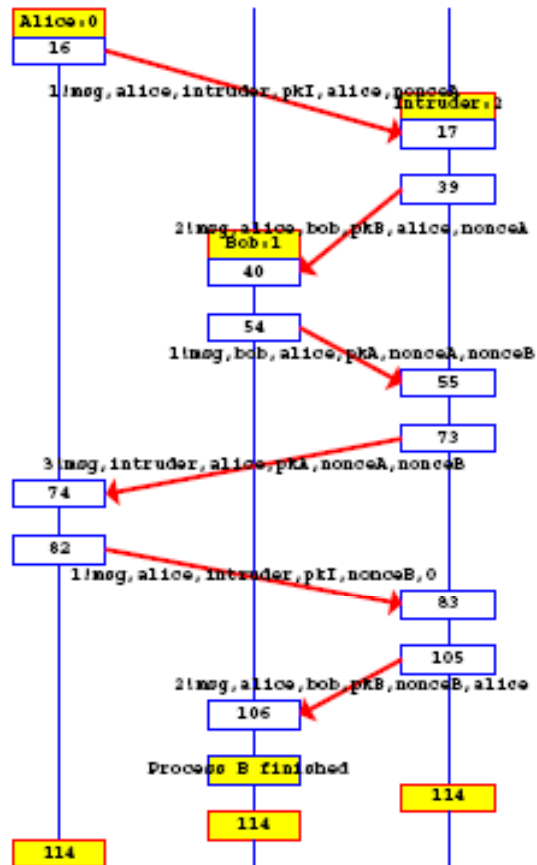 Alice:0
16
1!msg,alice,intruder,pkI,alice,nonceA
Intruder:2
17
39
2!msg,alice,bob,pkB,alice,nonceA
Bob:1
40
54
1!msg,bob,alice,pkA,nonceA,nonceB
55
73
3!msg,intruder,alice,pkA,nonceA,nonceB
74
82
1!msg,alice,intruder,pkI,nonceB,0
83
105
2!msg,alice,bob,pkB,nonceB,alice
106
Process B finished
114
114
114